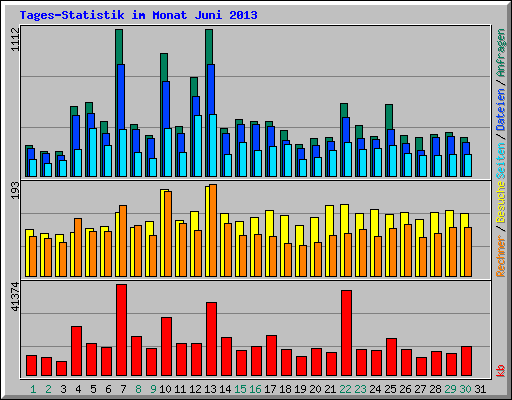 Tages-Statistik im Monat Juni 2013
1112
193
41374
Rechner / Besuche Seiten / Dateien / Anfragen
kb
1 2 3 4 5 6 7 8 9 10 11 12 13 14 15 16 17 18 19 20 21 22 23 24 25 26 27 28 29 30 31